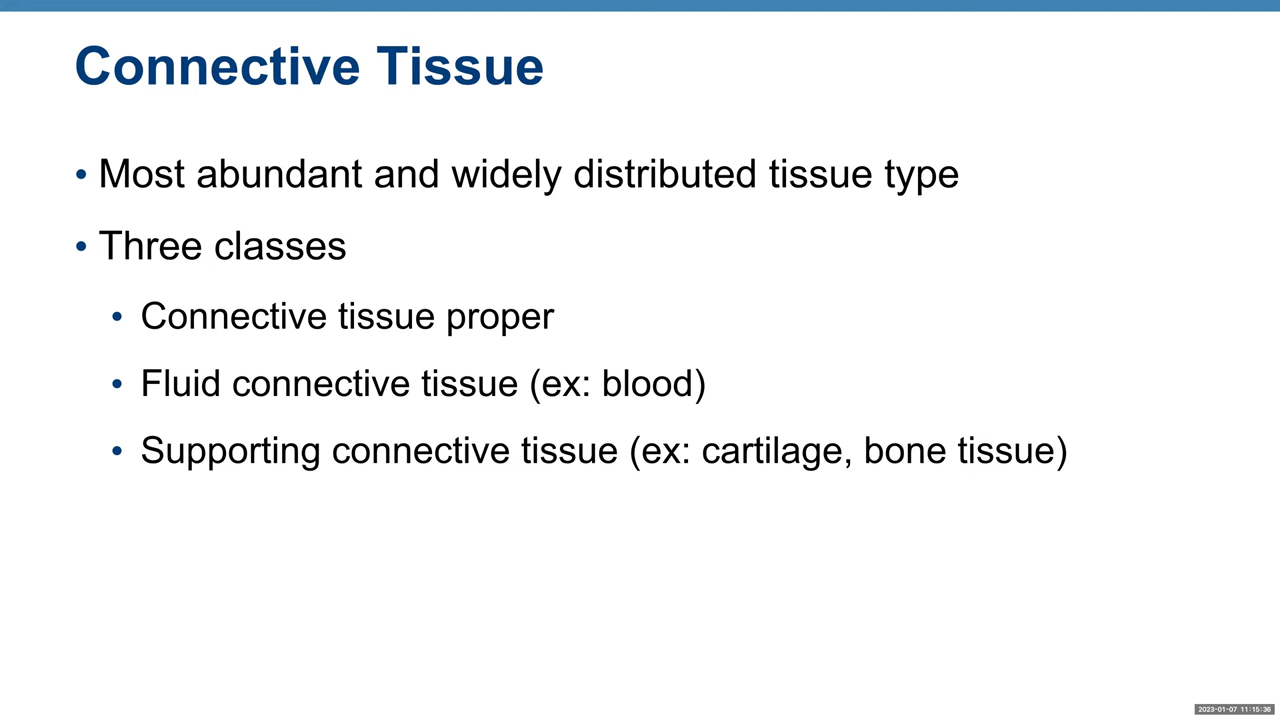 Connective Tissue
• Most abundant and widely distributed tissue type
• Three classes
• Connective tissue proper
• Fluid connective tissue (ex: blood)
• Supporting connective tissue (ex: cartilage, bone tissue)
2023-01-07 11:15:36